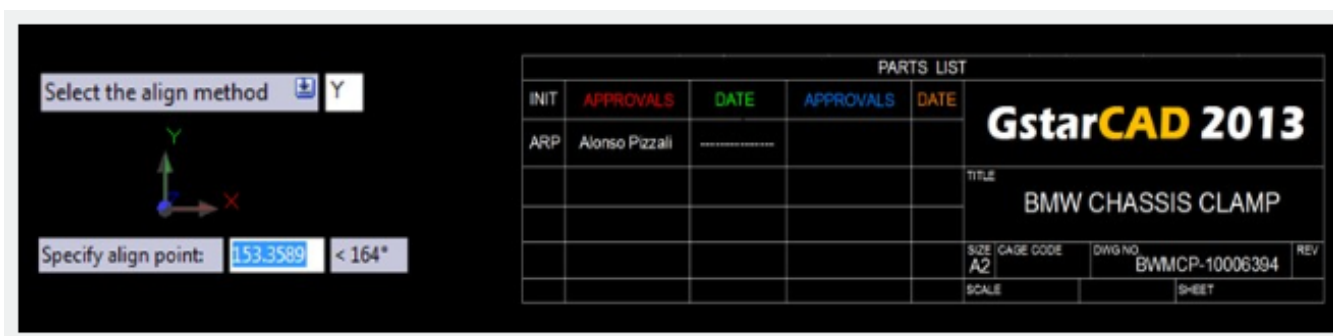 Select the align method Y
Y
X
Z
Specify align point: 153.3589 < 164°
PARTS LIST
INIT APPROVALS DATE APPROVALS DATE
GstarCAD 2013
ARP Alonso Pizzali ---------------
TITLE
BMW CHASSIS CLAMP
SIZE CAGE CODE DWG NO REV
A2 BWMCP-10006394
SCALE SHEET